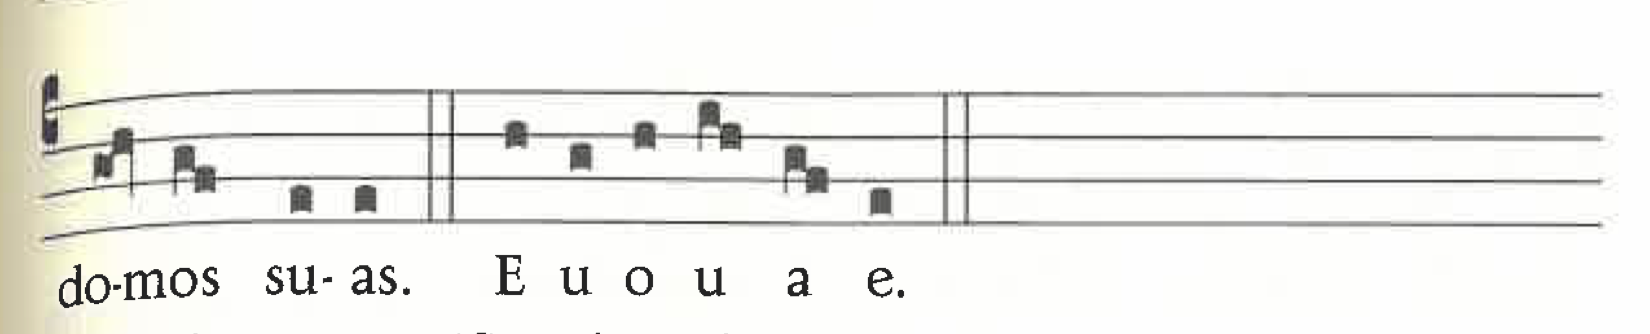 do-mos su- as. E u o u a e.